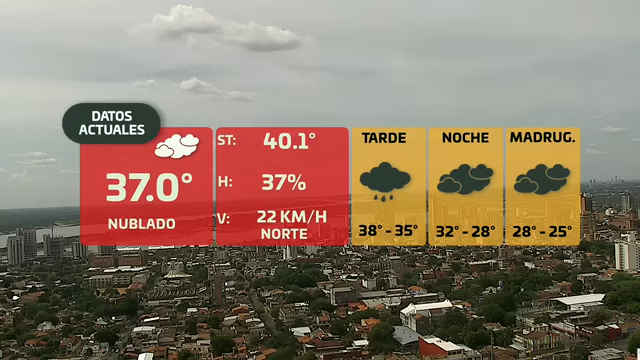 DATOS
ACTUALES
37.0°
NUBLADO
ST: 40.1°
H: 37%
V: 22 KM/H
NORTE
TARDE
38° - 35°
NOCHE
32° - 28°
MADRUG.
28° - 25°